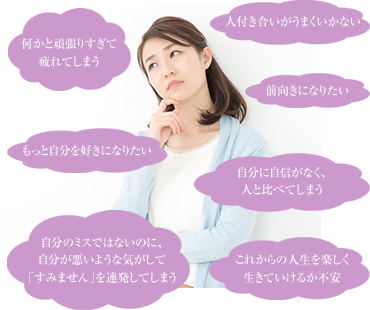 何かと頑張りすぎて
疲れてしまう
人付き合いがうまくいかない
前向きになりたい
もっと自分を好きになりたい
自分に自信がなく、
人と比べてしまう
自分のミスではないのに、
自分が悪いような気がして
「すみません」を連発してしまう
これからの人生を楽しく
生きていけるか不安